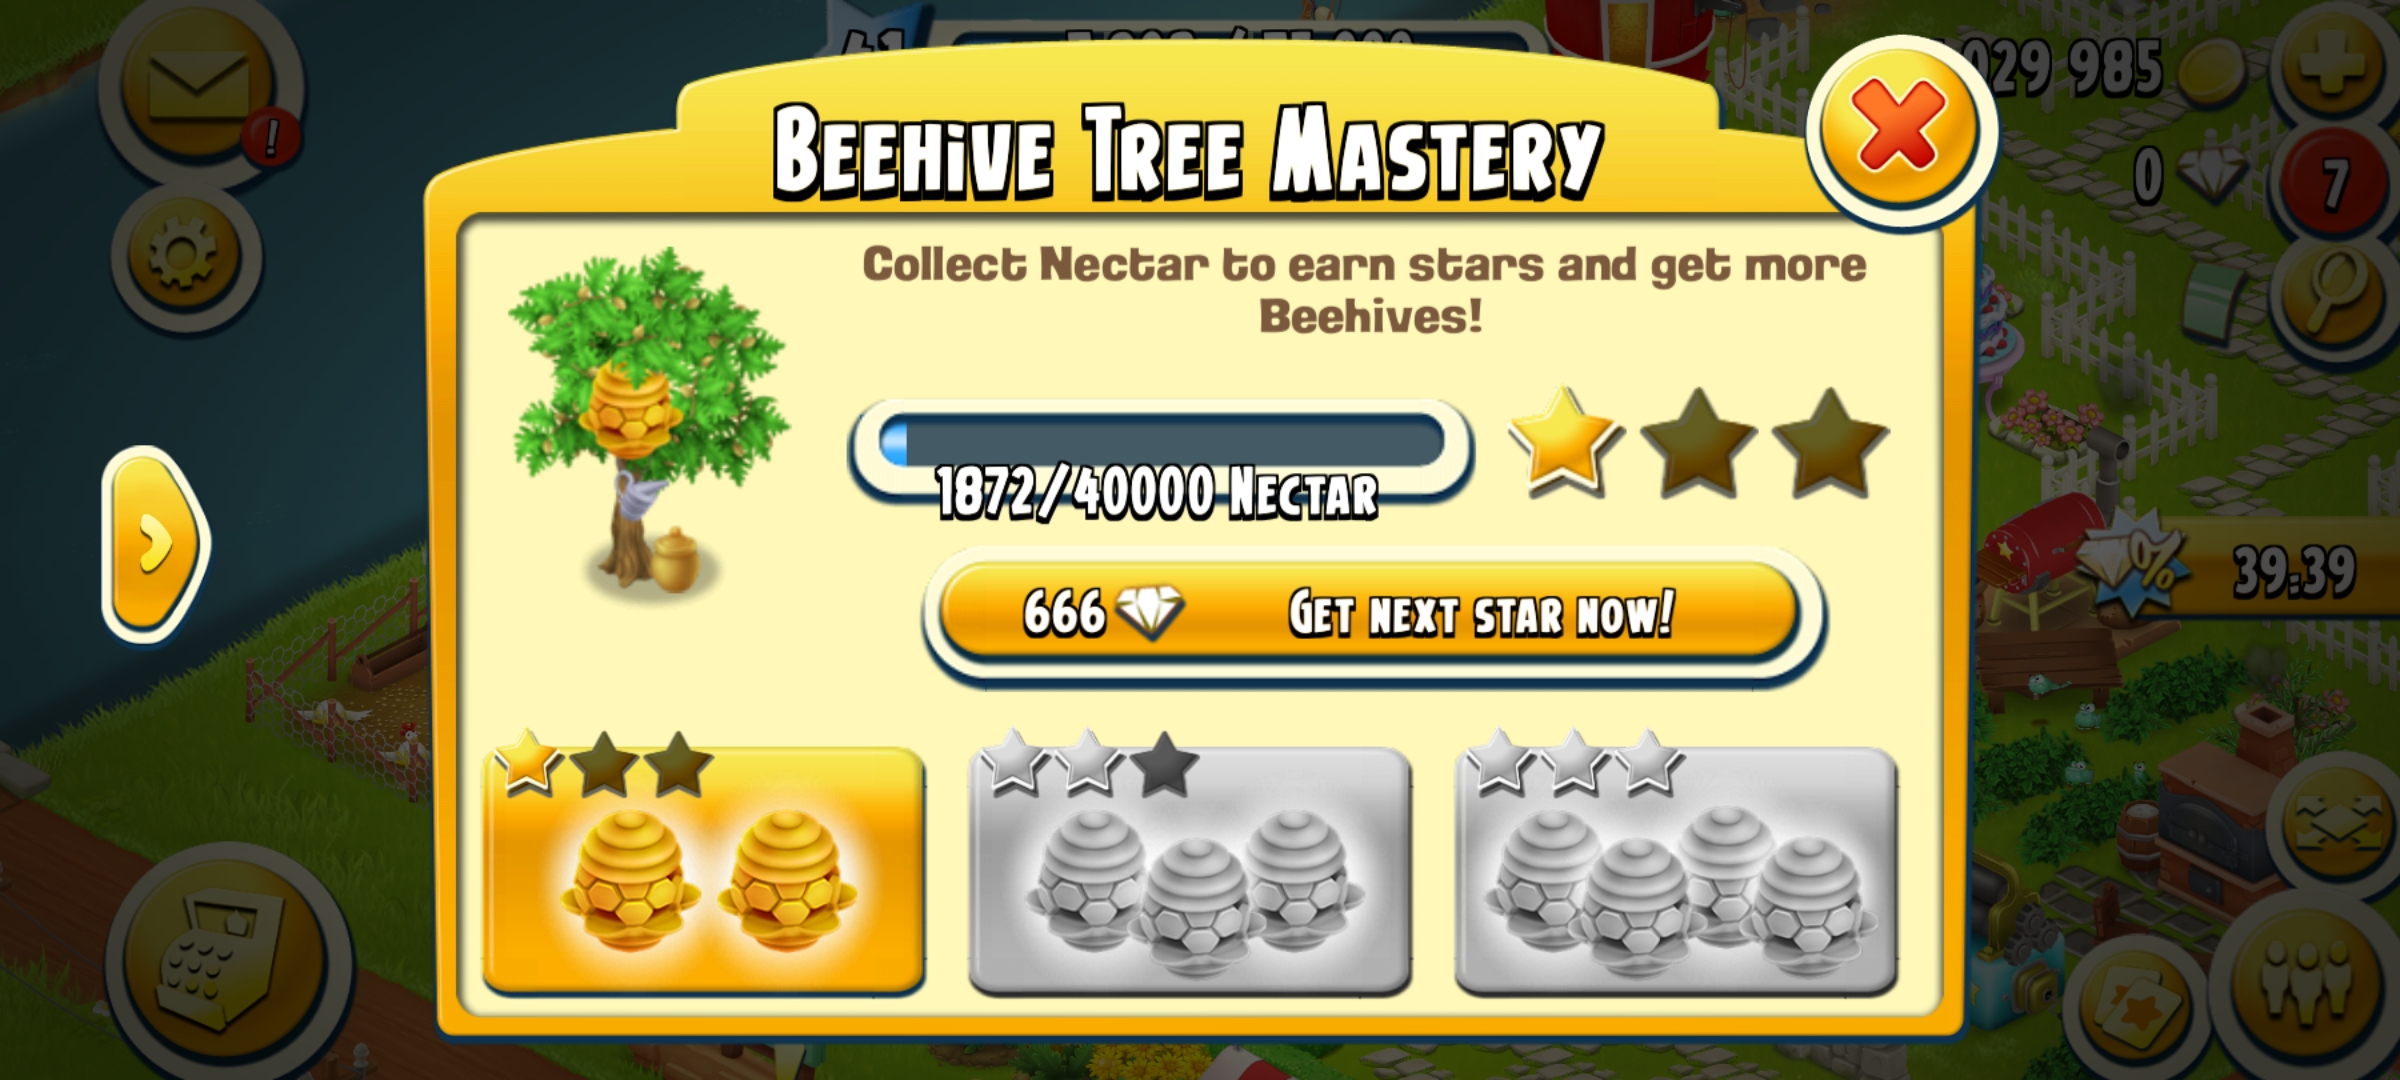 !
029 985
0
7
BEEHIVE TREE MASTERY
Collect Nectar to earn stars and get more
Beehives!
1872/40000 NECTAR
666 GET NEXT STAR NOW!
%
39:39